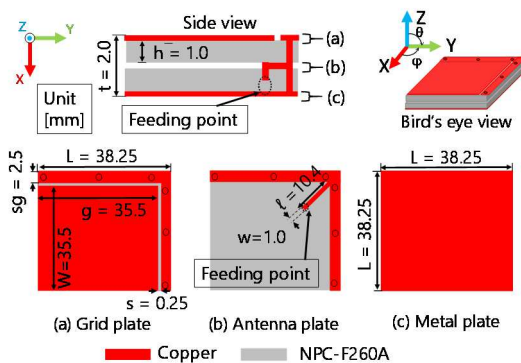 Side view
Z
Y
X
Unit
[mm]
t = 2.0
h = 1.0
(a)
(b)
(c)
Feeding point
Z
θ
Y
X
φ
Bird's eye view
L = 38.25
sg = 2.5
g = 35.5
W=35.5
s = 0.25
(a) Grid plate
ℓ = 10.4
w=1.0
Feeding point
(b) Antenna plate
L = 38.25
L = 38.25
(c) Metal plate
Copper
NPC-F260A